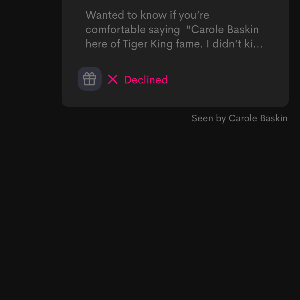 Wanted to know if you're
comfortable saying "Carole Baskin
here of Tiger King fame. I didn't ki...
Declined
Seen by Carole Baskin